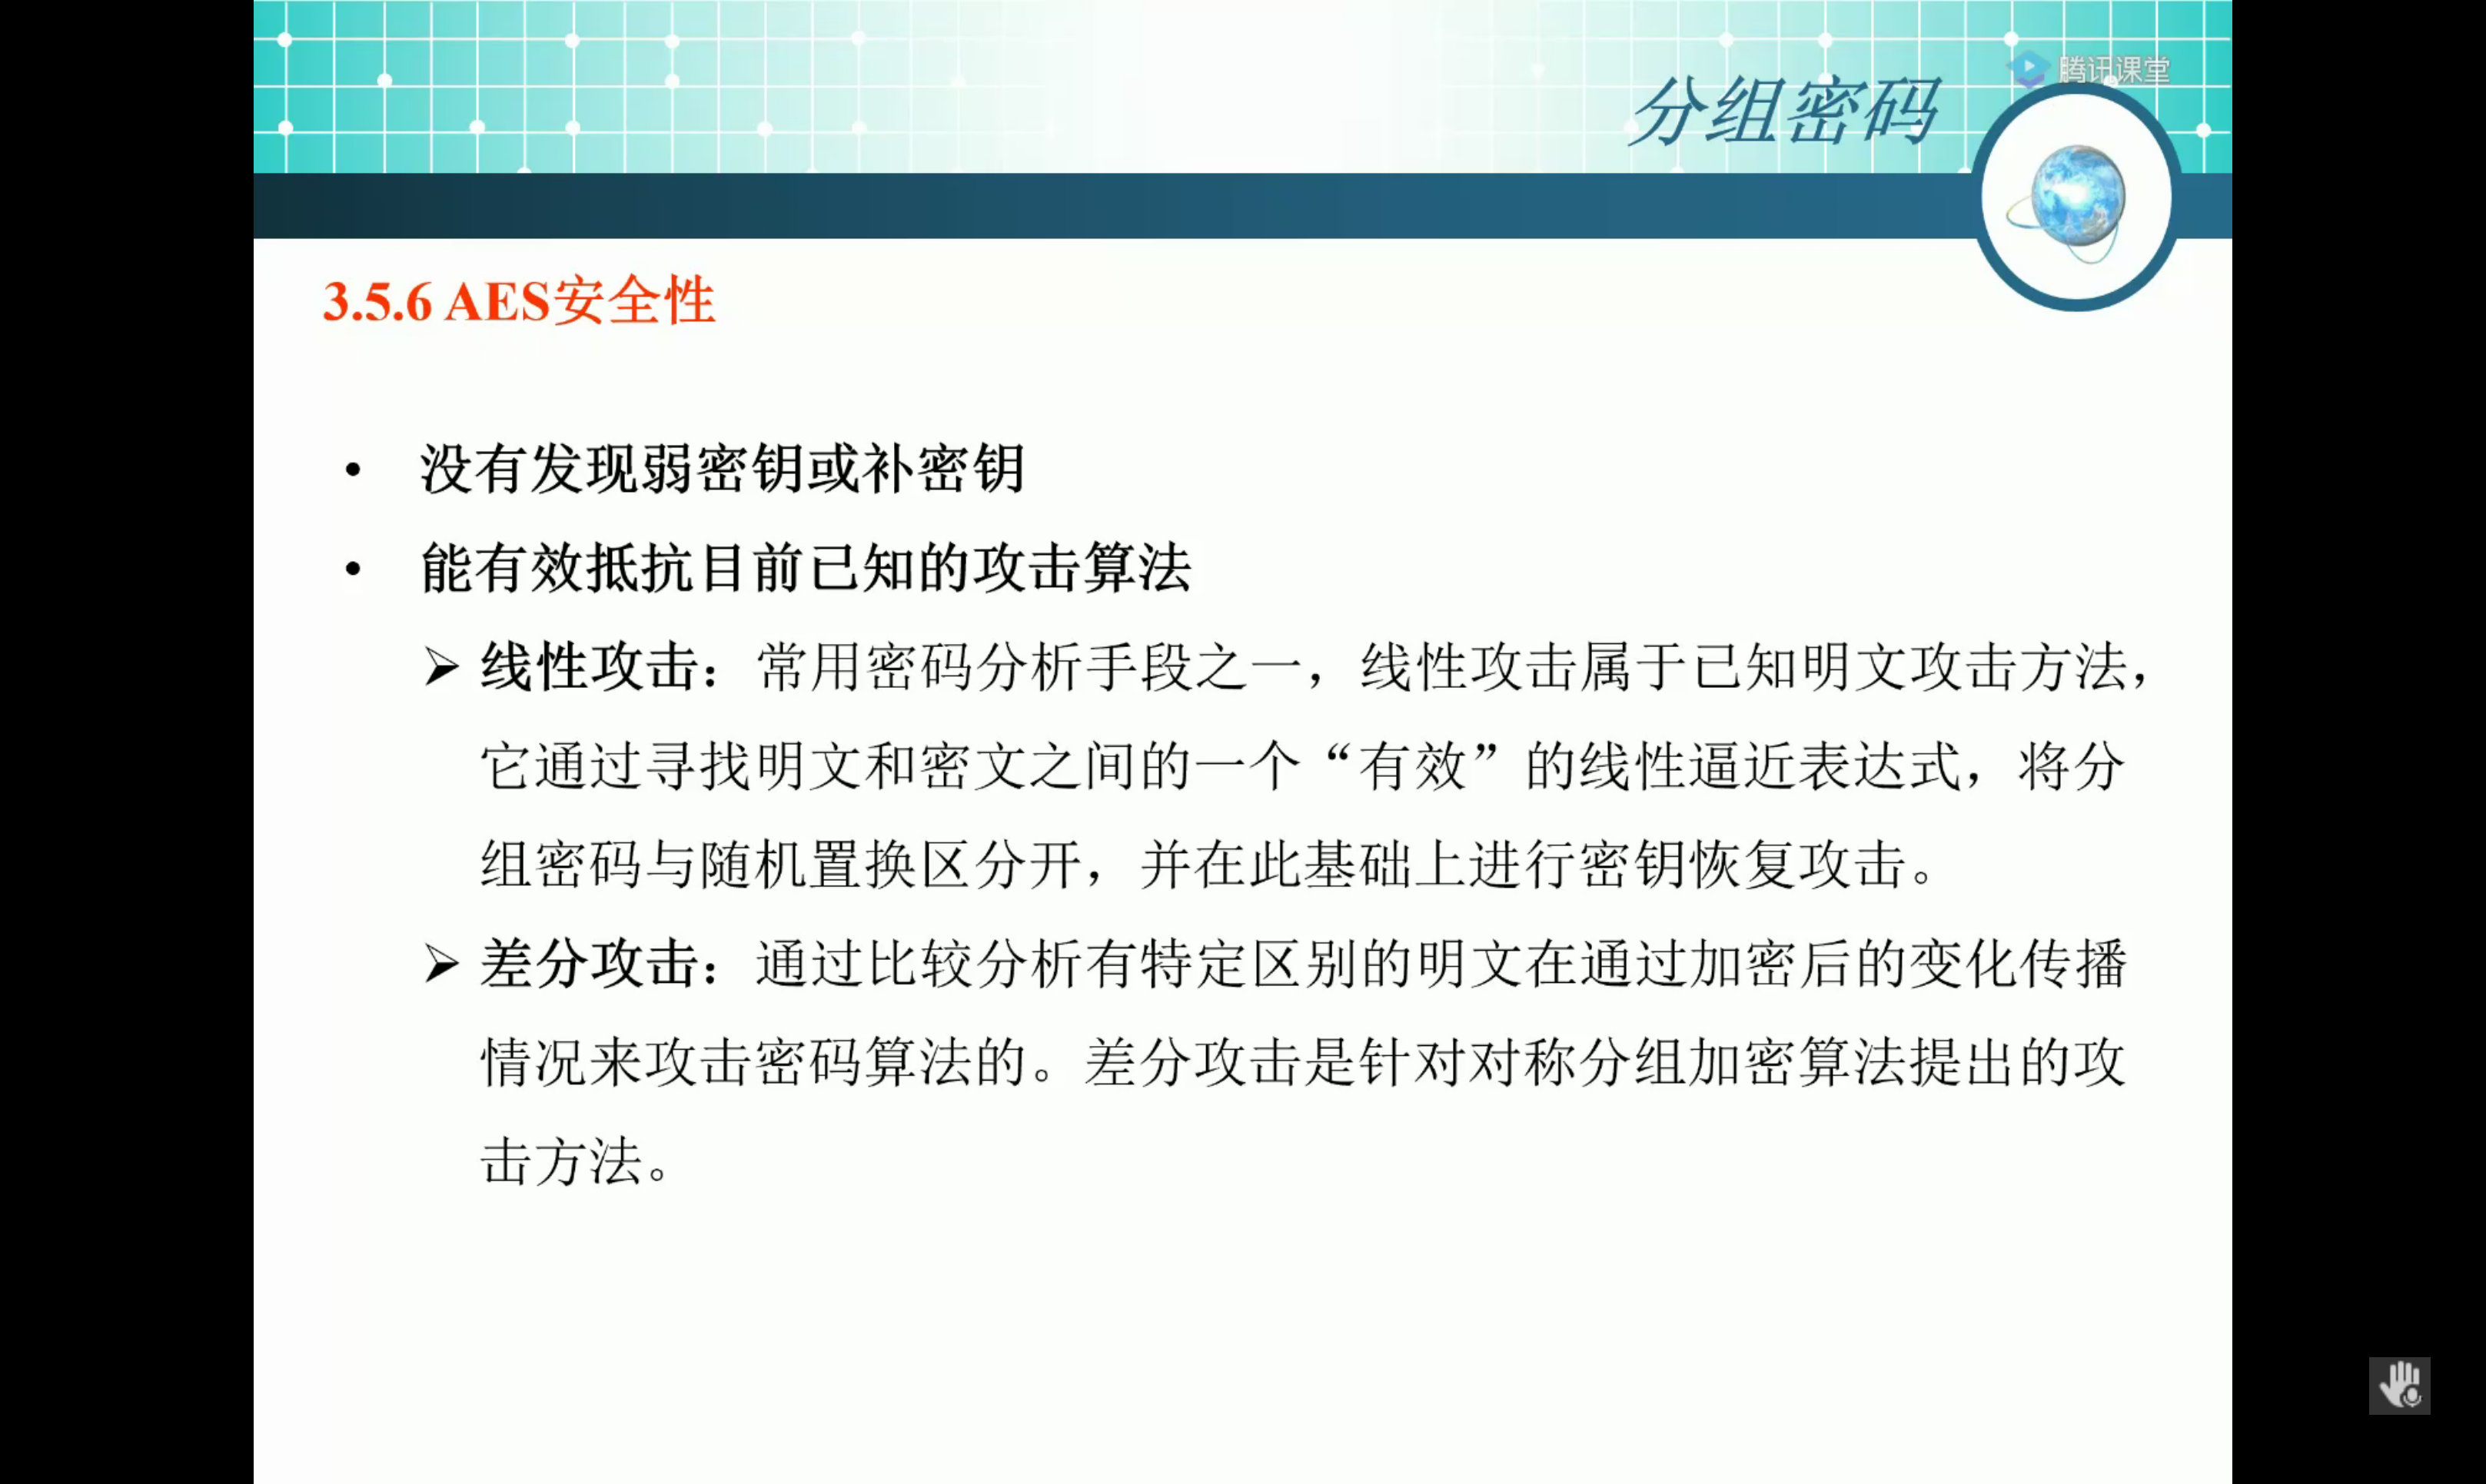 腾讯课堂
分组密码
3.5.6 AES安全性
• 没有发现弱密钥或补密钥
• 能有效抵抗目前已知的攻击算法
➢ 线性攻击：常用密码分析手段之一，线性攻击属于已知明文攻击方法，
它通过寻找明文和密文之间的一个“有效”的线性逼近表达式，将分
组密码与随机置换区分开，并在此基础上进行密钥恢复攻击。
➢ 差分攻击：通过比较分析有特定区别的明文在通过加密后的变化传播
情况来攻击密码算法的。差分攻击是针对对称分组加密算法提出的攻
击方法。